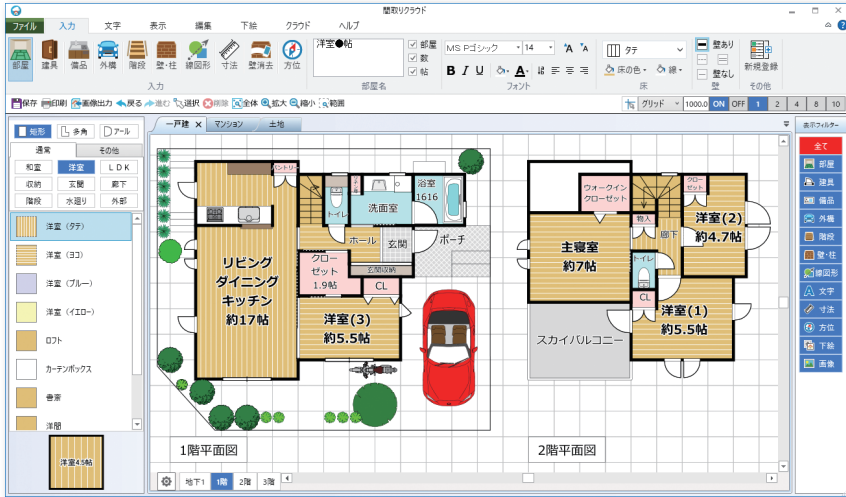 間取りクラウド
ファイル 入力 文字 表示 編集 下絵 クラウド ヘルプ
部屋 建具 備品 外構 階段 壁・柱 線図形 寸法 壁消去 方位
入力
洋室●帖
部屋
数
帖
部屋名
MS Pゴシック 14 A A
B I U A
フォント
タテ
床の色 線
床
壁あり
壁なし
壁
新規登録
その他
保存 印刷 画像出力 戻る 進む 選択 削除 全体 拡大 縮小 範囲
グリッド 1000.0 ON OFF 1 2 4 8 10
矩形 多角 アール
通常 その他
和室 洋室 LDK
収納 玄関 廊下
階段 水廻り 外部
洋室 (タテ)
洋室 (ヨコ)
洋室 (ブルー)
洋室 (イエロー)
ロフト
カーテンボックス
書斎
洋間
洋室4.5帖
一戸建 × マンション 土地
パントリー
トイレ
洗面室
浴室
1616
ホール
玄関
ポーチ
玄関収納
クロー
ゼット
1.9帖
CL
リビング
ダイニング
キッチン
約17帖
洋室(3)
約5.5帖
1階平面図
ウォークイン
クローゼット
クロー
ゼット
物入
廊下
洋室(2)
約4.7帖
主寝室
約7帖
トイレ
CL
洋室(1)
約5.5帖
スカイバルコニー
2階平面図
地下1 1階 2階 3階
表示フィルター
全て
部屋
建具
備品
外構
階段
壁・柱
線図形
文字
寸法
方位
下絵
画像